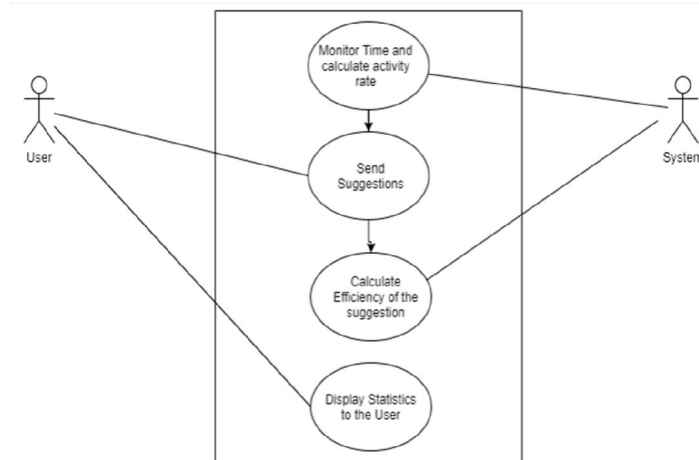 Monitor Time and
calculate activity
rate
User
System
Send
Suggestions
Calculate
Efficiency of the
suggestion
Display Statistics
to the User